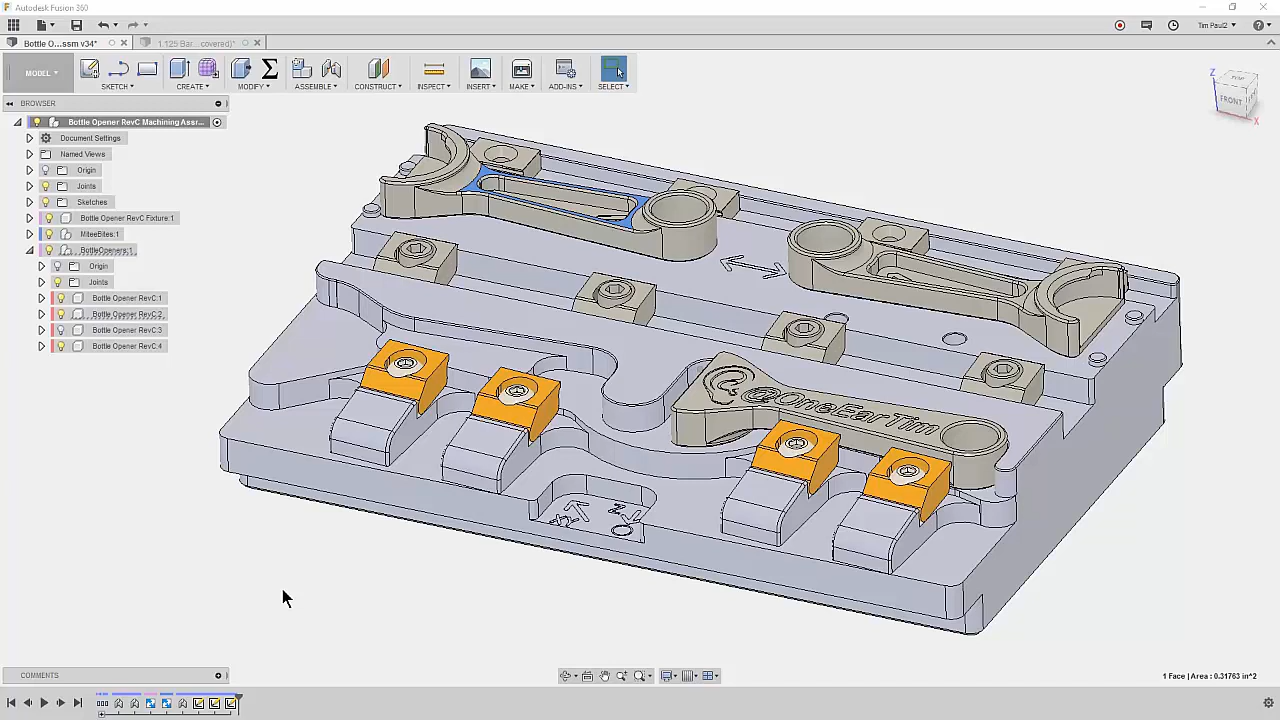 Autodesk Fusion 360
Tim Paul2
Bottle O...ssm v34*
1.125 Bar... covered)*
MODEL
SKETCH
CREATE
MODIFY
ASSEMBLE
CONSTRUCT
INSPECT
INSERT
MAKE
ADD-INS
SELECT
TOP
FRONT
Z
X
BROWSER
Bottle Opener RevC Machining Assr...
Document Settings
Named Views
Origin
Joints
Sketches
Bottle Opener RevC Fixture:1
MiteeBites:1
BottleOpeners:1
Origin
Joints
Bottle Opener RevC:1
Bottle Opener RevC:2
Bottle Opener RevC:3
Bottle Opener RevC:4
@OneEarTim
COMMENTS
1 Face | Area : 0.31763 in^2